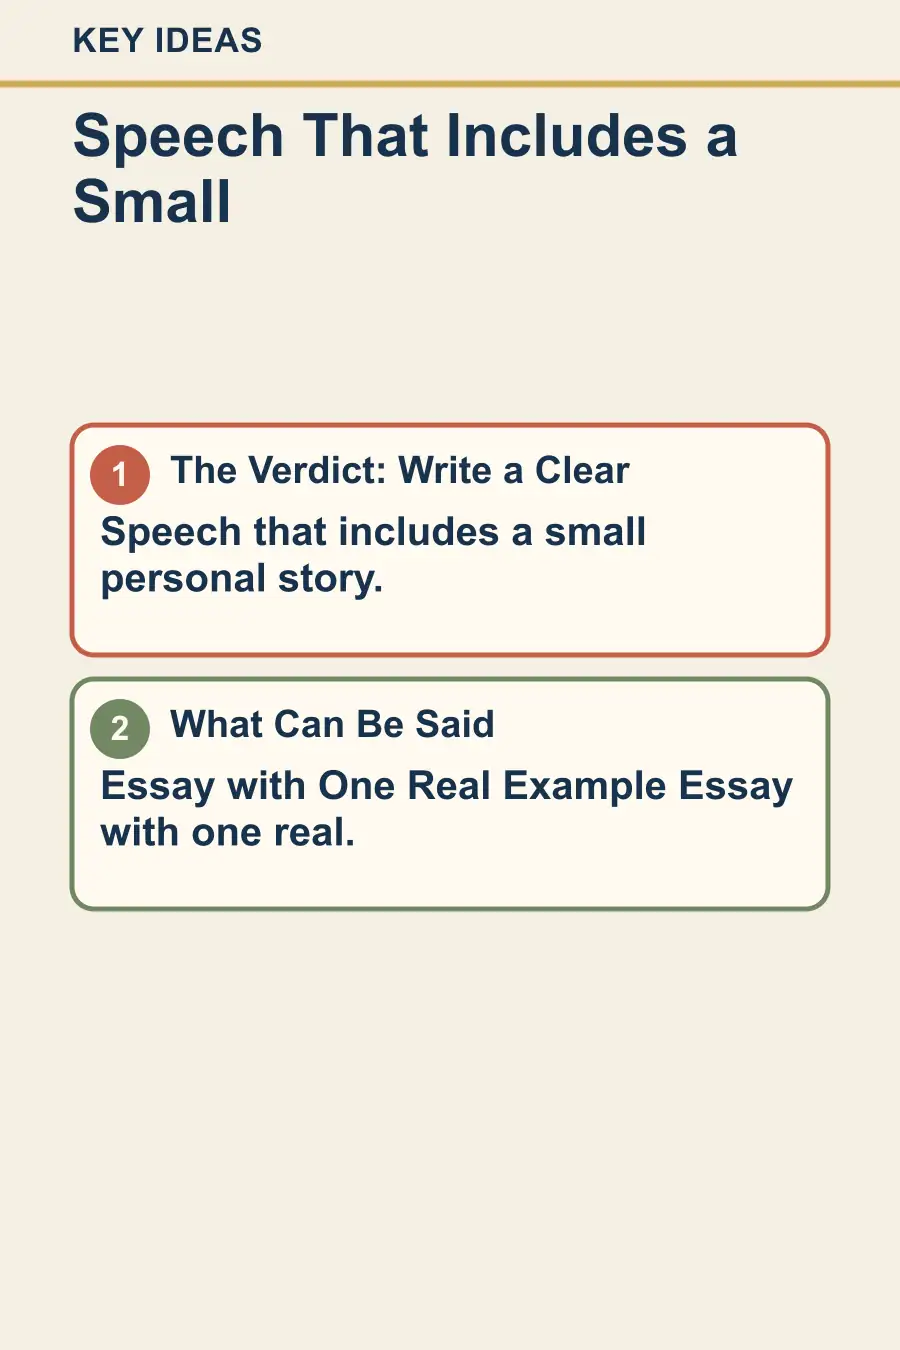 KEY IDEAS
Speech That Includes a
Small
1 The Verdict: Write a Clear
Speech that includes a small
personal story.
2 What Can Be Said
Essay with One Real Example Essay
with one real.